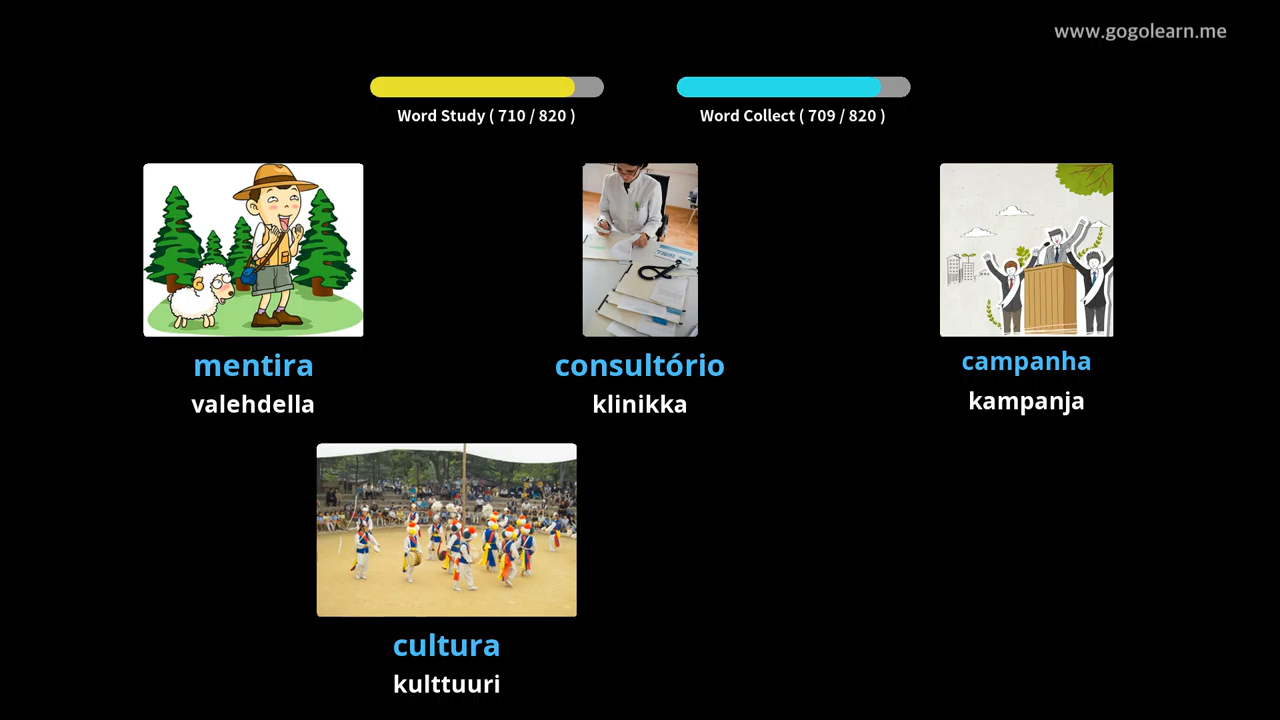 www.gogolearn.me
Word Study ( 710 / 820 )
Word Collect ( 709 / 820 )
mentira
valehdella
consultório
klinikka
campanha
kampanja
cultura
kulttuuri